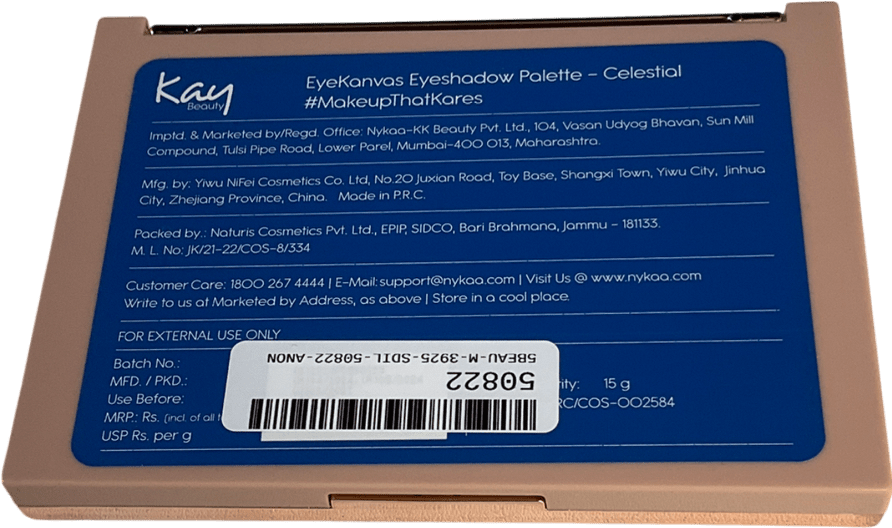 Kay
Beauty
EyeKanvas Eyeshadow Palette – Celestial
#MakeupThatKares
Imptd. & Marketed by/Regd. Office: Nykaa-KK Beauty Pvt. Ltd., 104, Vasan Udyog Bhavan, Sun Mill
Compound, Tulsi Pipe Road, Lower Parel, Mumbai-400 013, Maharashtra.
Mfg. by: Yiwu NiFei Cosmetics Co. Ltd, No.20 Juxian Road, Toy Base, Shangxi Town, Yiwu City, Jinhua
City, Zhejiang Province, China. Made in P.R.C.
Packed by.: Naturis Cosmetics Pvt. Ltd., EPIP, SIDCO, Bari Brahmana, Jammu – 181133.
M. L. No: JK/21-22/COS-8/334
Customer Care: 1800 267 4444 | E-Mail: support@nykaa.com | Visit Us @ www.nykaa.com
Write to us at Marketed by Address, as above | Store in a cool place.
FOR EXTERNAL USE ONLY
Batch No.:
MFD. / PKD.:
Use Before:
MRP.: Rs. (incl. of all
USP Rs. per g
15 g
RC/COS-002584
50822
5BEAU-M-3925-SDIL-50822-ANON